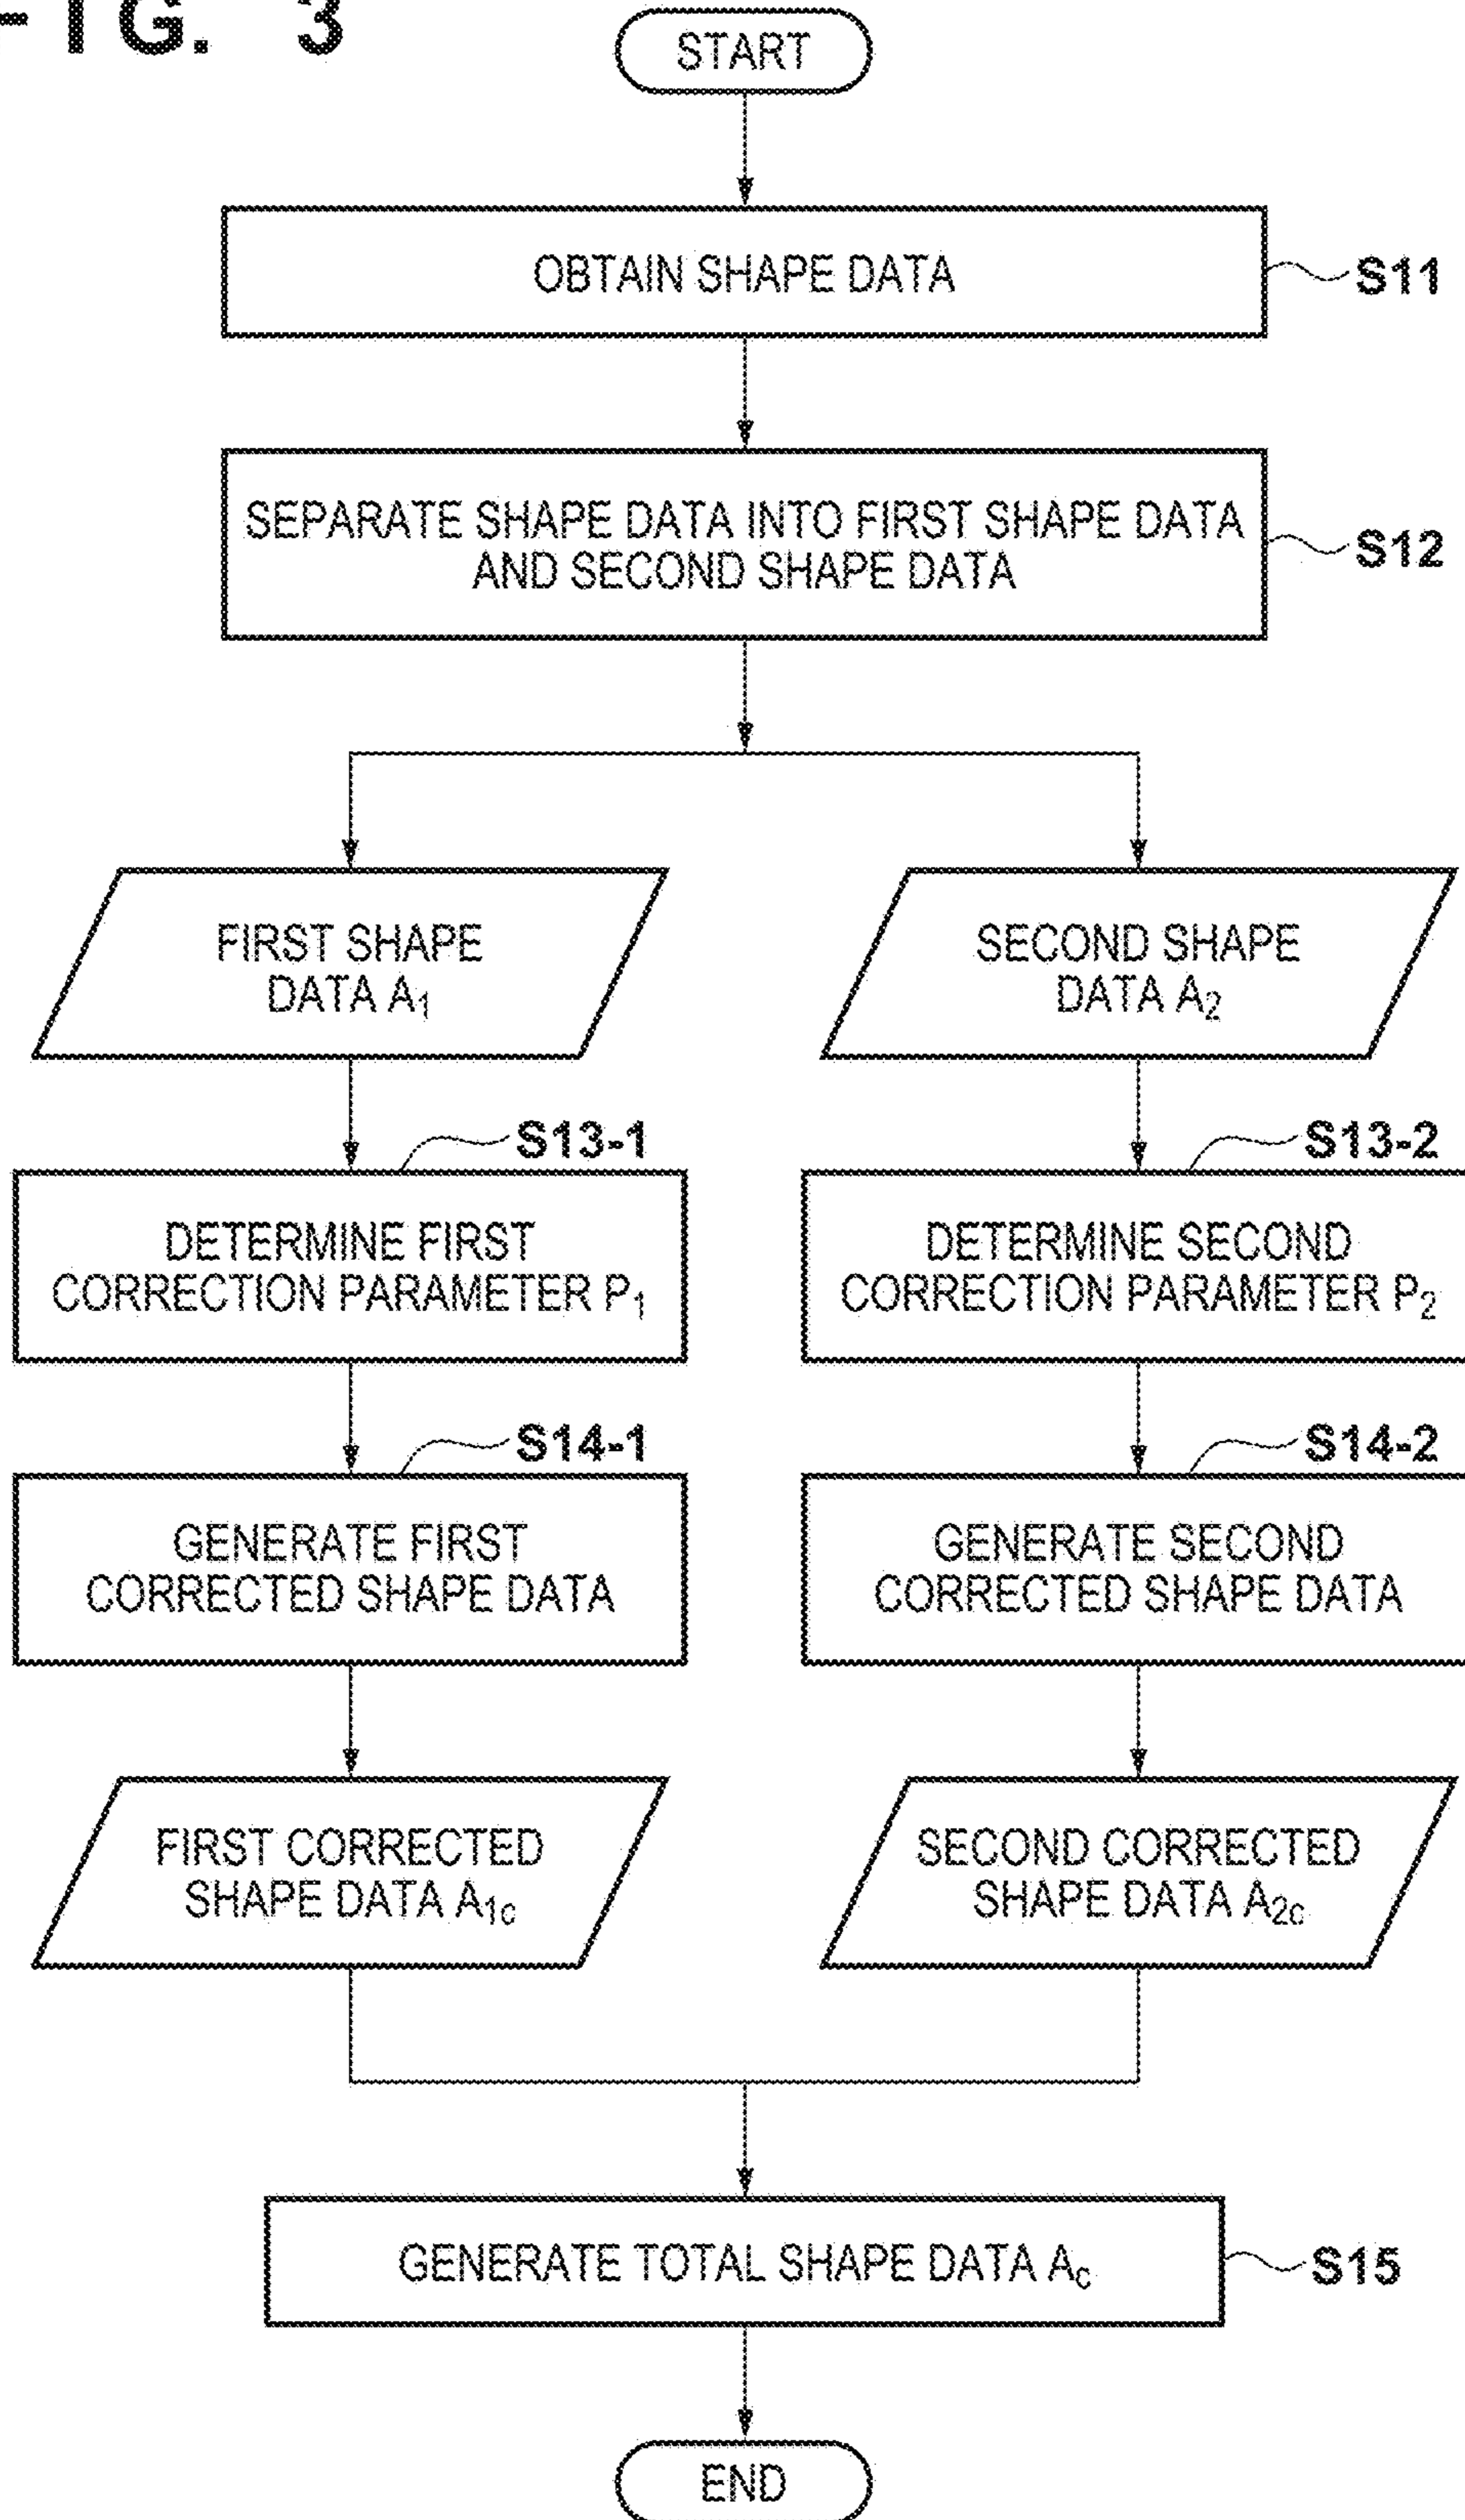 FIG. 3
START
OBTAIN SHAPE DATA
S11
SEPARATE SHAPE DATA INTO FIRST SHAPE DATA
AND SECOND SHAPE DATA
S12
FIRST SHAPE
DATA A₁
SECOND SHAPE
DATA A₂
S13-1
DETERMINE FIRST
CORRECTION PARAMETER P₁
S13-2
DETERMINE SECOND
CORRECTION PARAMETER P₂
S14-1
GENERATE FIRST
CORRECTED SHAPE DATA
S14-2
GENERATE SECOND
CORRECTED SHAPE DATA
FIRST CORRECTED
SHAPE DATA A₁c
SECOND CORRECTED
SHAPE DATA A₂c
GENERATE TOTAL SHAPE DATA Ac
S15
END